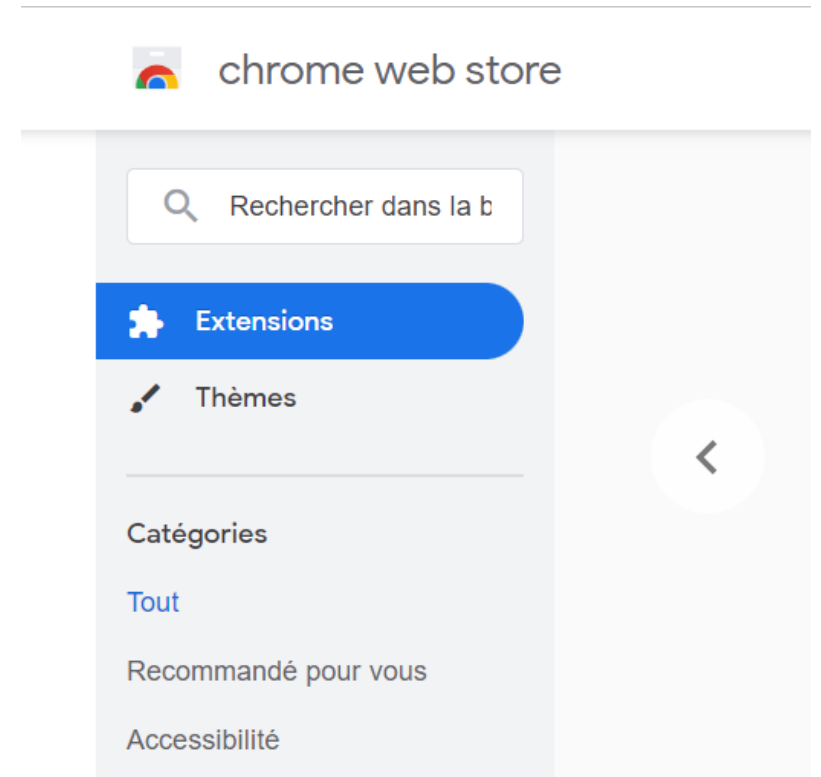 chrome web store
Rechercher dans la b
Extensions
Thèmes
Catégories
Tout
Recommandé pour vous
Accessibilité